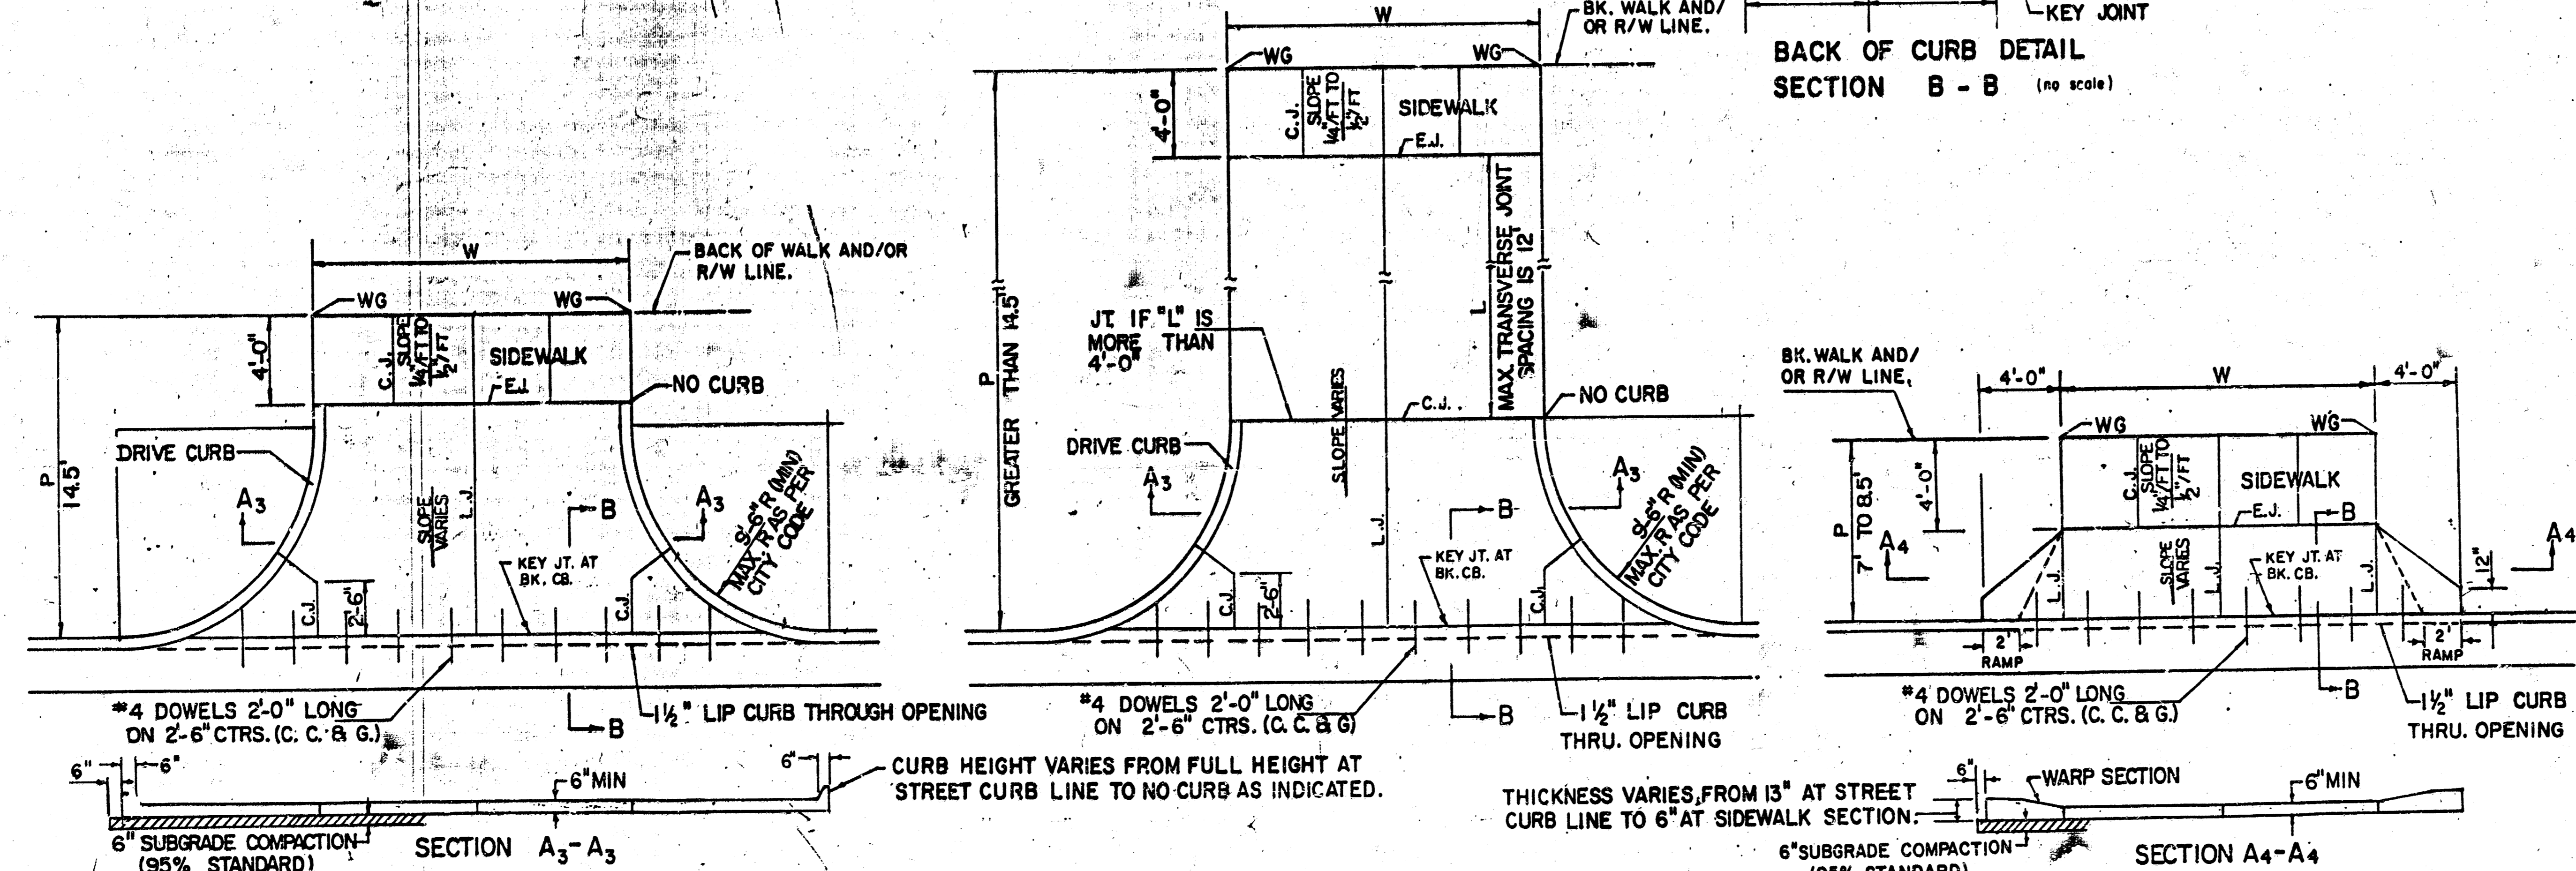 W
BACK OF WALK AND/OR
R/W LINE.
WG
WG
4'-0"
C.J.
SLOPE
1/4"/FT TO
1/2"/FT
SIDEWALK
E.J.
NO CURB
P
14.5'
DRIVE CURB
A3
A3
SLOPE
VARIES
L.J.
B
9'-6" R (MIN)
MAX. R AS PER
CITY CODE
KEY JT. AT
BK. CB.
C.J.
2'-6"
C.J.
#4 DOWELS 2'-0" LONG
ON 2'-6" CTRS. (C. C. & G.)
1 1/2" LIP CURB THROUGH OPENING
B
6"
6"
6" MIN
6"
CURB HEIGHT VARIES FROM FULL HEIGHT AT
STREET CURB LINE TO NO CURB AS INDICATED.
6" SUBGRADE COMPACTION
(95% STANDARD)
SECTION A3-A3
W
BK. WALK AND/
OR R/W LINE.
WG
WG
4'-0"
C.J.
SLOPE
1/4"/FT TO
1/2"/FT
SIDEWALK
E.J.
P
GREATER THAN 14.5'
L
MAX. TRANSVERSE JOINT
SPACING IS 12'
JT. IF "L" IS
MORE THAN
4'-0"
SLOPE VARIES
C.J.
NO CURB
DRIVE CURB
A3
A3
L.J.
B
9'-6" R (MIN)
MAX. R AS PER
CITY CODE
KEY JT. AT
BK. CB.
C.J.
2'-6"
C.J.
#4 DOWELS 2'-0" LONG
ON 2'-6" CTRS. (C. C. & G)
B
1 1/2" LIP CURB
THRU. OPENING
KEY JOINT
BACK OF CURB DETAIL
SECTION B - B (no scale)
BK. WALK AND/
OR R/W LINE.
4'-0"
W
4'-0"
WG
WG
P
7' TO 8.5'
4'-0"
C.J.
SLOPE
1/4"/FT TO
1/2"/FT
SIDEWALK
E.J.
B
A4
A4
L.J.
SLOPE
VARIES
L.J.
KEY JT. AT
BK. CB.
L.J.
12"
2'
RAMP
2'
RAMP
#4 DOWELS 2'-0" LONG
ON 2'-6" CTRS. (C. C. & G.)
B
1 1/2" LIP CURB
THRU. OPENING
6"
WARP SECTION
6" MIN
THICKNESS VARIES, FROM 13" AT STREET
CURB LINE TO 6" AT SIDEWALK SECTION.
6" SUBGRADE COMPACTION
(95% STANDARD)
SECTION A4-A4